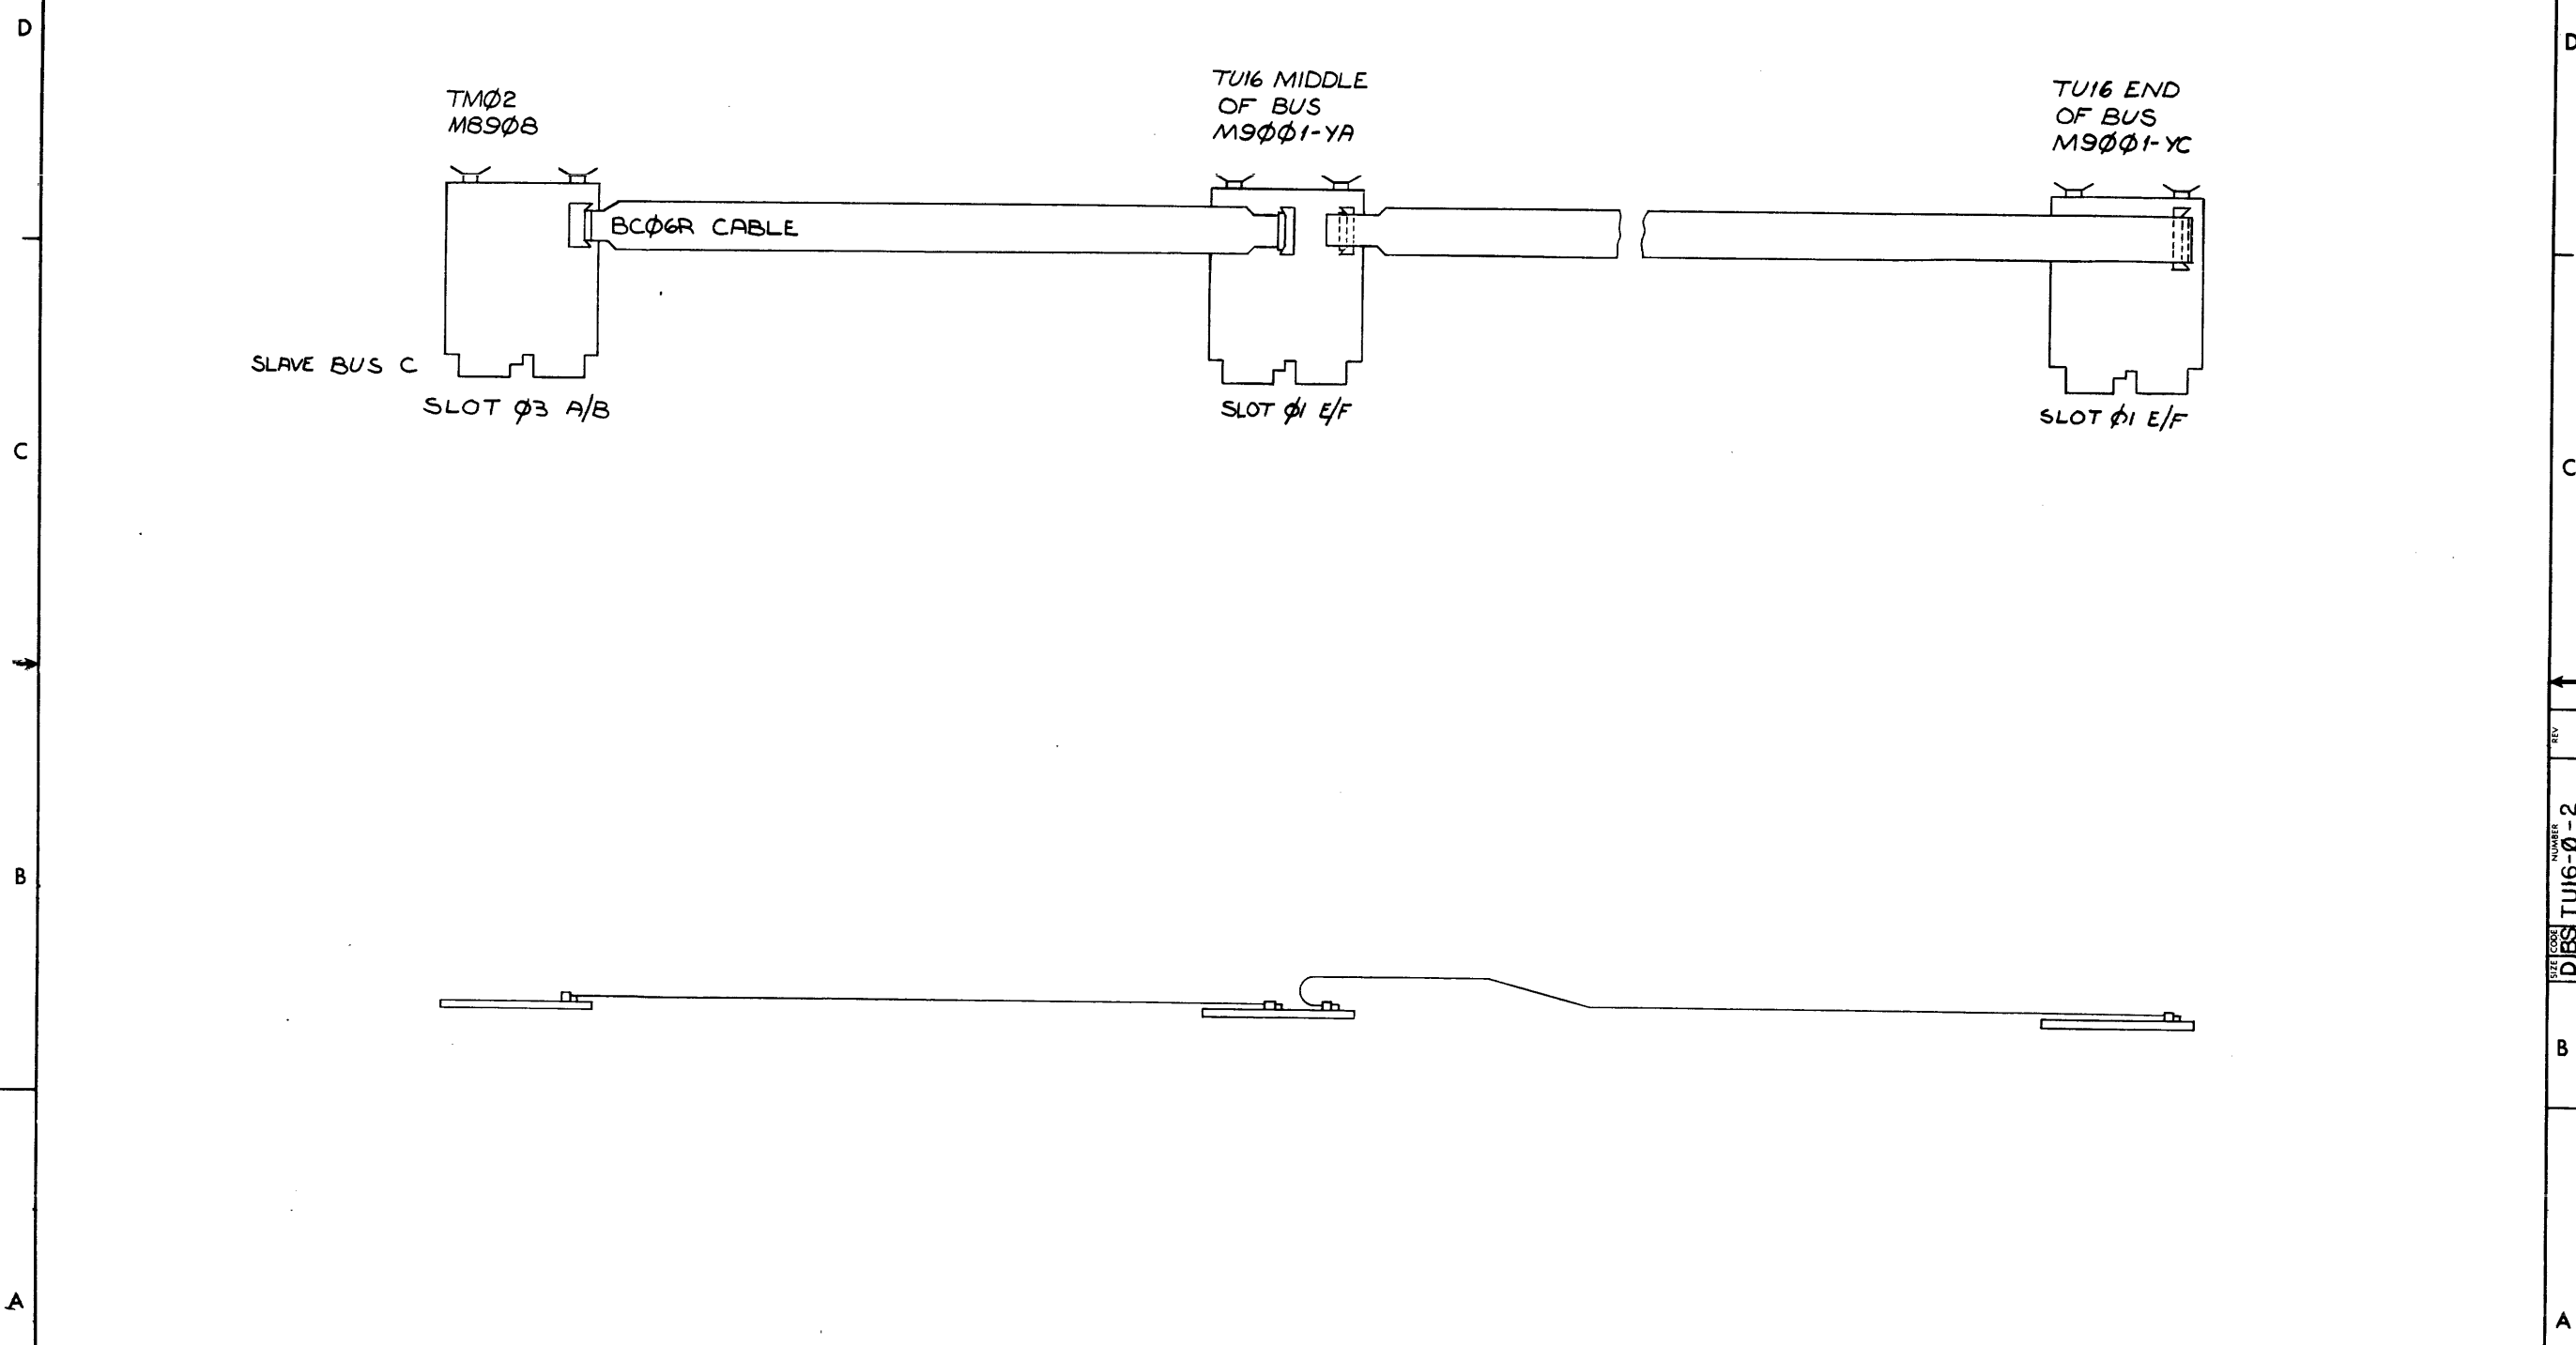 D
D
TMØ2
M89Ø8
TU16 MIDDLE
OF BUS
M9ØØ1-YA
TU16 END
OF BUS
M9ØØ1-YC
BCØ6R CABLE
SLAVE BUS C
SLOT Ø3 A/B
SLOT Ø1 E/F
SLOT Ø1 E/F
C
C
REV
NUMBER
TU16-Ø-2
CODE
BS
SIZE
D
B
B
A
A